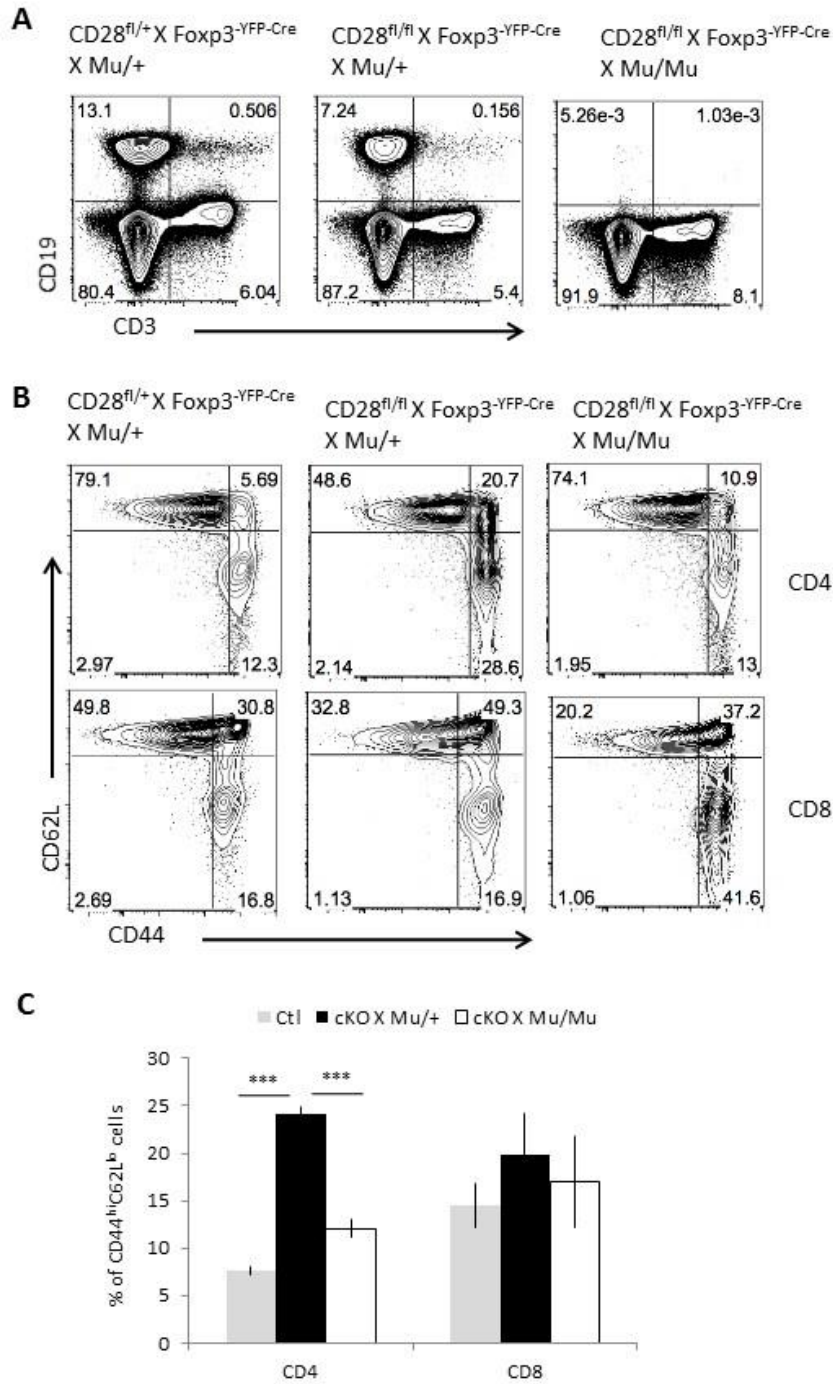 A
CD28fl/+ X Foxp3-YFP-Cre
X Mu/+
CD28fl/fl X Foxp3-YFP-Cre
X Mu/+
CD28fl/fl X Foxp3-YFP-Cre
X Mu/Mu
13.1
0.506
80.4
6.04
7.24
0.156
87.2
5.4
5.26e-3
1.03e-3
91.9
8.1
CD19
CD3
B
CD28fl/+ X Foxp3-YFP-Cre
X Mu/+
CD28fl/fl X Foxp3-YFP-Cre
X Mu/+
CD28fl/fl X Foxp3-YFP-Cre
X Mu/Mu
79.1
5.69
2.97
12.3
48.6
20.7
2.14
28.6
74.1
10.9
1.95
13
CD4
49.8
30.8
2.69
16.8
32.8
49.3
1.13
16.9
20.2
37.2
1.06
41.6
CD8
CD62L
CD44
C
Ctl cKO X Mu/+ cKO X Mu/Mu
% of CD44hiC62Llo cells
30
25
20
15
10
5
0
*** ***
CD4 CD8